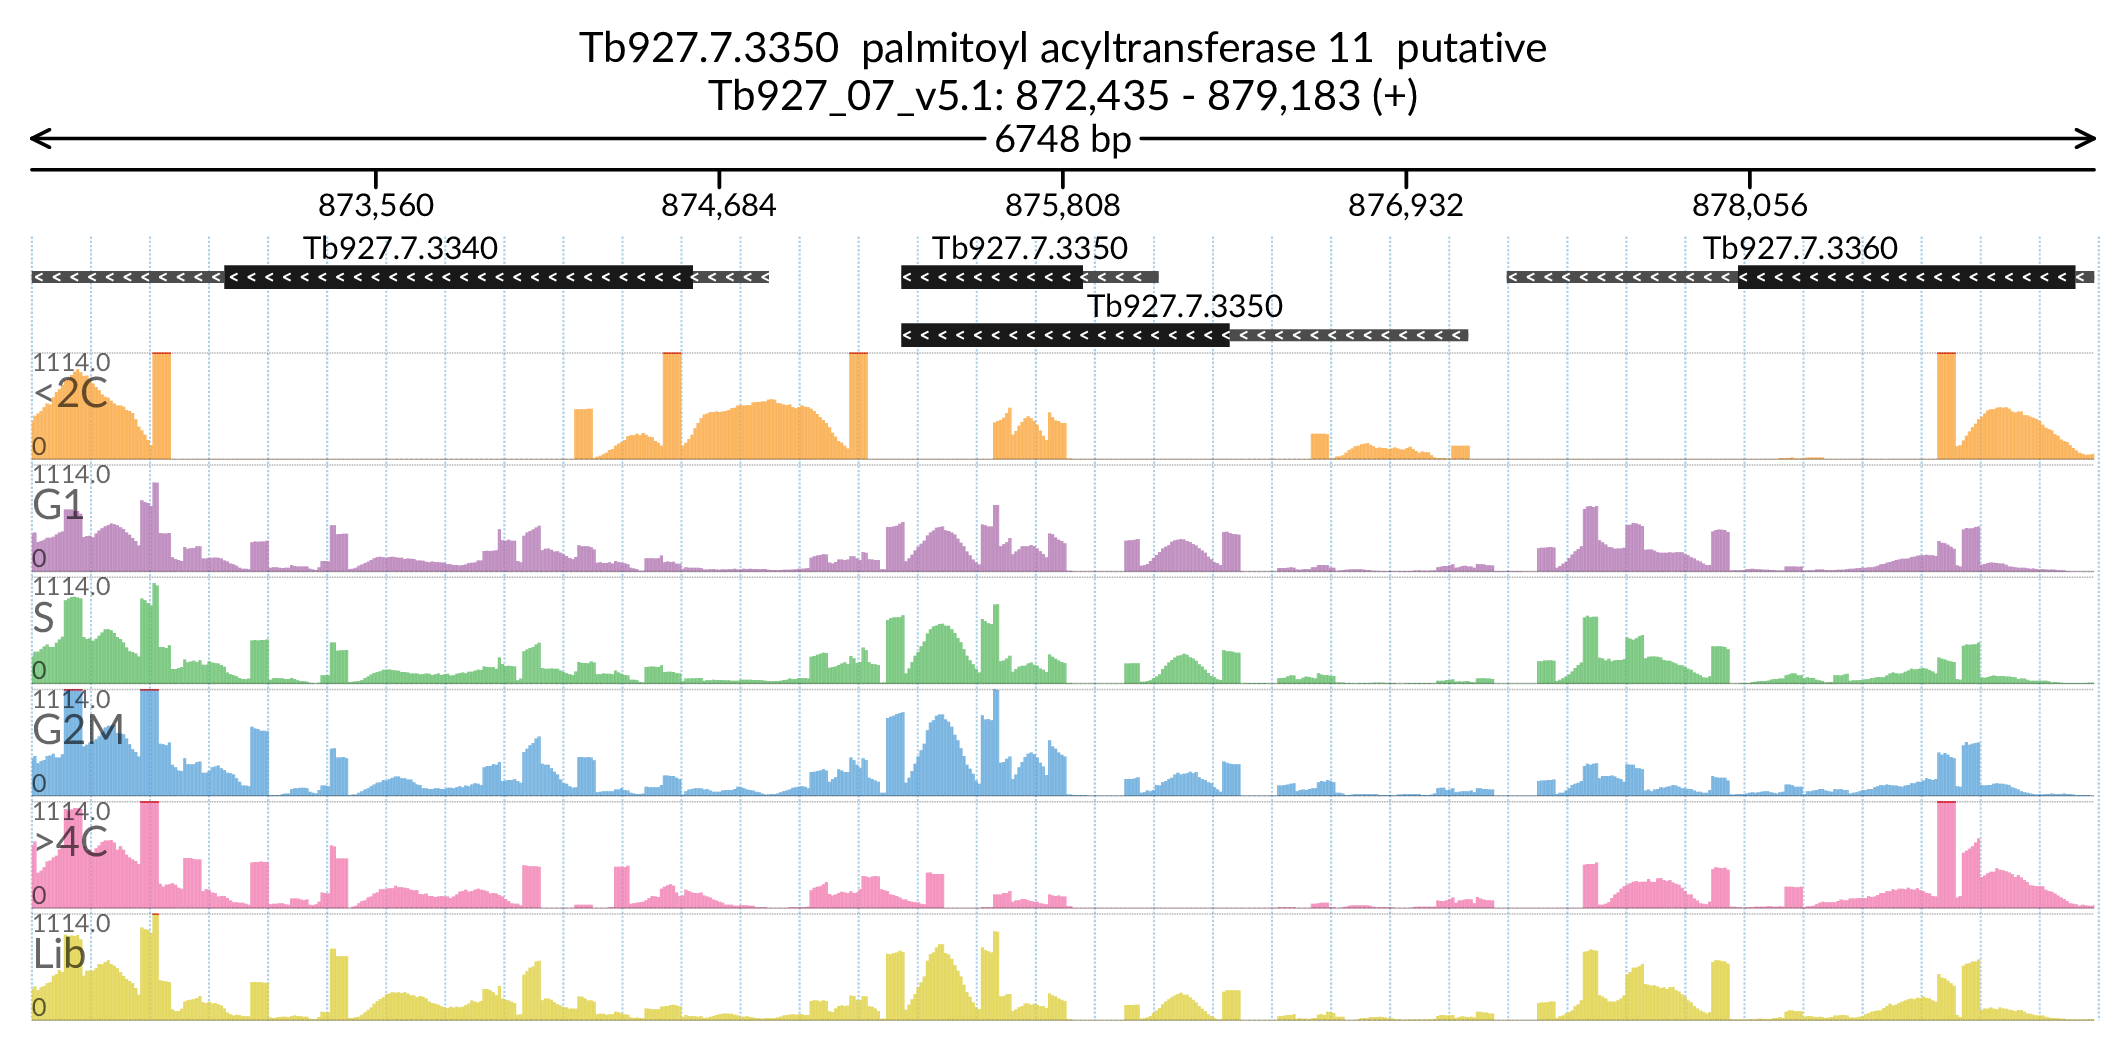 Tb927.7.3350  palmitoyl acyltransferase 11  putative
Tb927_07_v5.1: 872,435 - 879,183 (+)
6748 bp
873,560 874,684 875,808 876,932 878,056
Tb927.7.3340 Tb927.7.3350 Tb927.7.3360
Tb927.7.3350
1114.0
<2C
0
1114.0
G1
0
1114.0
S
0
1114.0
G2M
0
1114.0
>4C
0
1114.0
Lib
0